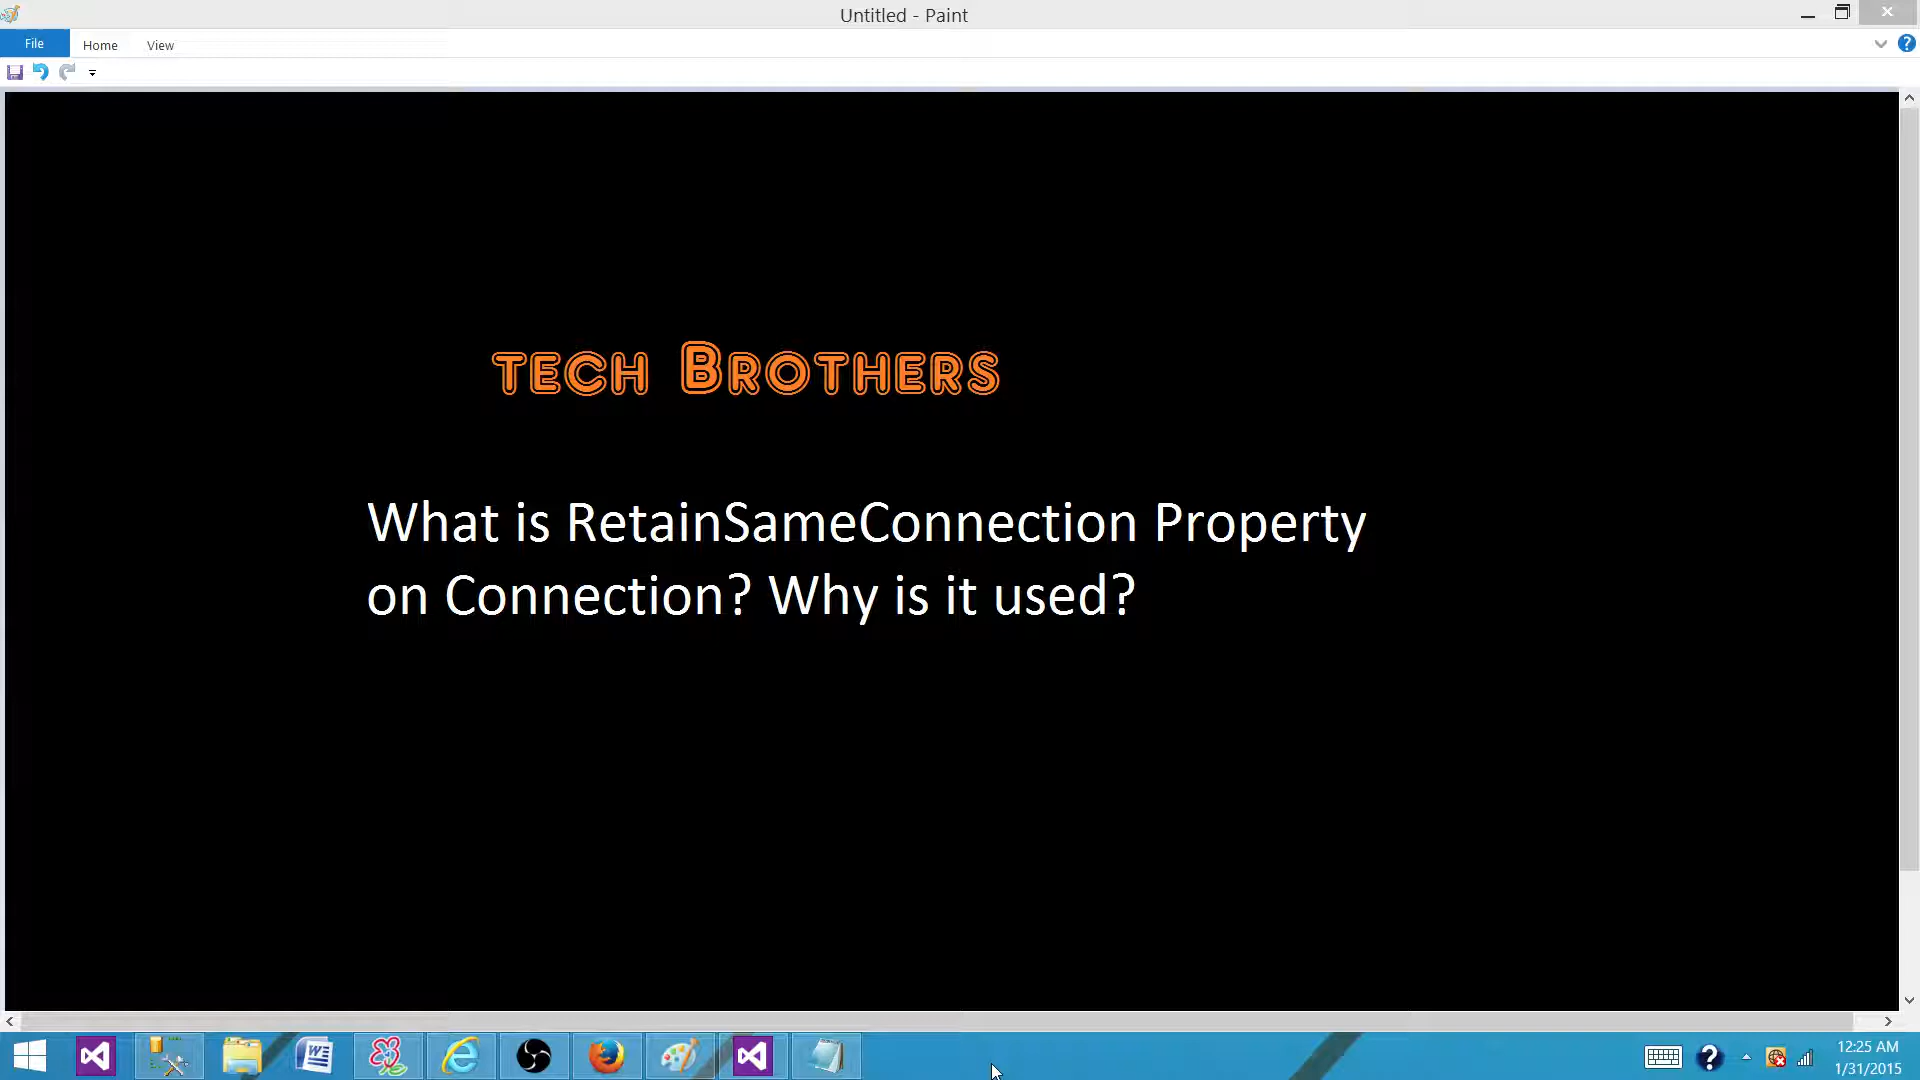 Untitled - Paint
File
Home
View
tech Brothers
What is RetainSameConnection Property
on Connection? Why is it used?
12:25 AM
1/31/2015